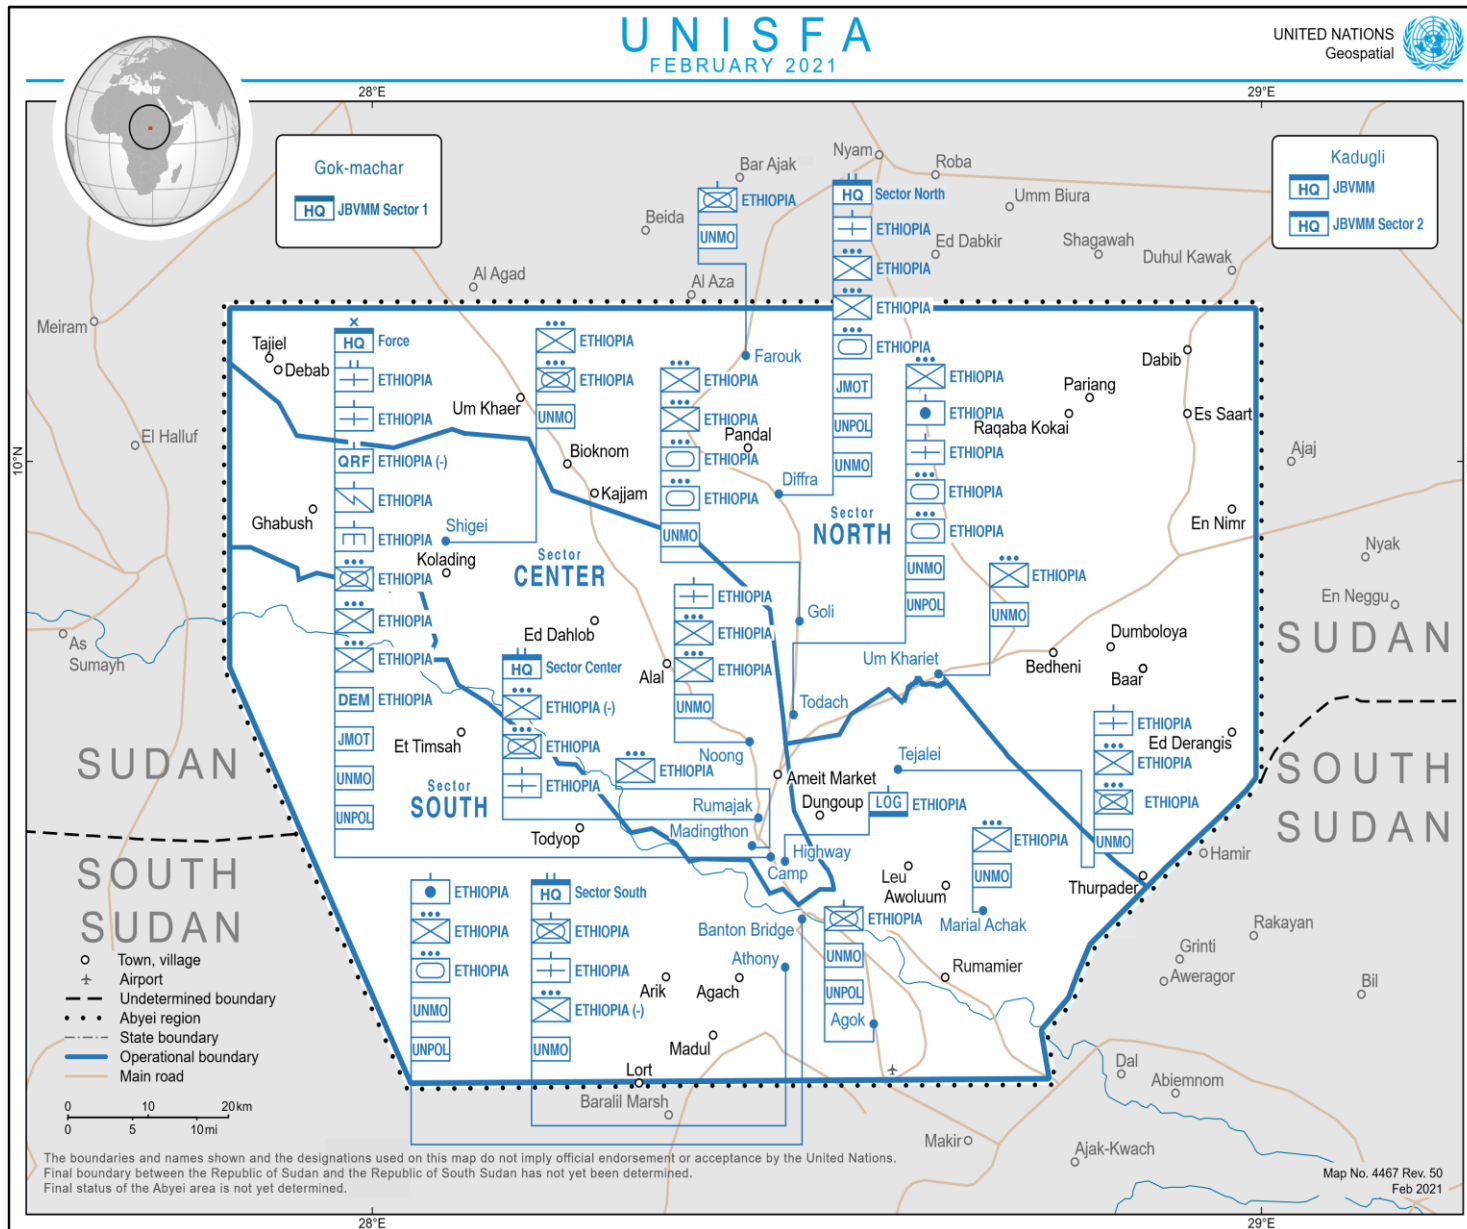 UNISFA
FEBRUARY 2021
UNITED NATIONS
Geospatial
28°E
29°E
Gok-machar
HQ JBVMM Sector 1
Kadugli
HQ JBVMM
HQ JBVMM Sector 2
Nyam
Roba
Bar Ajak
Umm Biura
Beida
Ed Dabkir
Shagawah
Duhul Kawak
Al Agad
Al Aza
Meiram
El Halluf
Ajaj
Nyak
En Neggu
As
Sumayh
10°N
10°N
ETHIOPIA
UNMO
Farouk
HQ Sector North
ETHIOPIA
ETHIOPIA
ETHIOPIA
ETHIOPIA
JMOT
UNPOL
UNMO
Diffra
Tajiel
Debab
Um Khaer
Bioknom
Kajjam
Ghabush
Kolading
Pandal
Dabib
Pariang
Es Saart
Raqaba Kokai
En Nimr
HQ Force
ETHIOPIA
ETHIOPIA
QRF ETHIOPIA (-)
ETHIOPIA
ETHIOPIA
ETHIOPIA
ETHIOPIA
ETHIOPIA
DEM ETHIOPIA
JMOT
UNMO
UNPOL
Camp
ETHIOPIA
ETHIOPIA
UNMO
Shigei
ETHIOPIA
ETHIOPIA
ETHIOPIA
ETHIOPIA
UNMO
Goli
ETHIOPIA
ETHIOPIA
ETHIOPIA
ETHIOPIA
ETHIOPIA
UNMO
UNPOL
Todach
ETHIOPIA
UNMO
Um Khariet
Sector
NORTH
Sector
CENTER
Sector
SOUTH
ETHIOPIA
ETHIOPIA
ETHIOPIA
UNMO
Noong
HQ Sector Center
ETHIOPIA (-)
ETHIOPIA
ETHIOPIA
Rumajak
ETHIOPIA
Madingthon
LOG ETHIOPIA
Highway
ETHIOPIA
ETHIOPIA
ETHIOPIA
UNMO
Tejalei
ETHIOPIA
UNMO
Marial Achak
ETHIOPIA
ETHIOPIA
ETHIOPIA
UNMO
UNPOL
Banton Bridge
HQ Sector South
ETHIOPIA
ETHIOPIA
ETHIOPIA (-)
UNMO
Athony
ETHIOPIA
UNMO
UNPOL
Agok
Ed Dahlob
Alal
Et Timsah
Todyop
Ameit Market
Dungoup
Bedheni
Dumboloya
Baar
Ed Derangis
Leu
Awoluum
Thurpader
Rumamier
Arik
Agach
Madul
Lort
Baralil Marsh
Hamir
Rakayan
Grinti
Aweragor
Bil
Dal
Abiemnom
Makir
Ajak-Kwach
SUDAN
SOUTH
SUDAN
SUDAN
SOUTH
SUDAN
Town, village
Airport
Undetermined boundary
Abyei region
State boundary
Operational boundary
Main road
0 10 20 km
0 5 10 mi
The boundaries and names shown and the designations used on this map do not imply official endorsement or acceptance by the United Nations.
Final boundary between the Republic of Sudan and the Republic of South Sudan has not yet been determined.
Final status of the Abyei area is not yet determined.
Map No. 4467 Rev. 50
Feb 2021
28°E
29°E